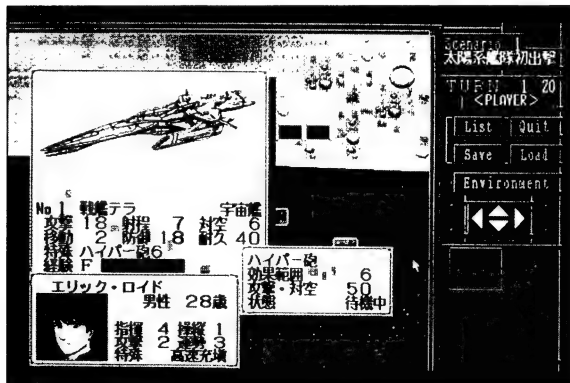 Scenario 1
太陽系艦隊初出撃
TURN 1 20
<PLAYER>
List Quit
Save Load
Environment
No 1 戦艦テラ 宇宙艦
攻撃 18 射程 7 対空 6
移動 2 防御 18 耐久 40
特殊 ハイパー砲6
経験 F
エリック・ロイド
男性 28歳
指揮 4 操縦 1
攻撃 2 運勢 3
特殊 高速充填
ハイパー砲
効果範囲 6
攻撃・対空 50
状態 待機中